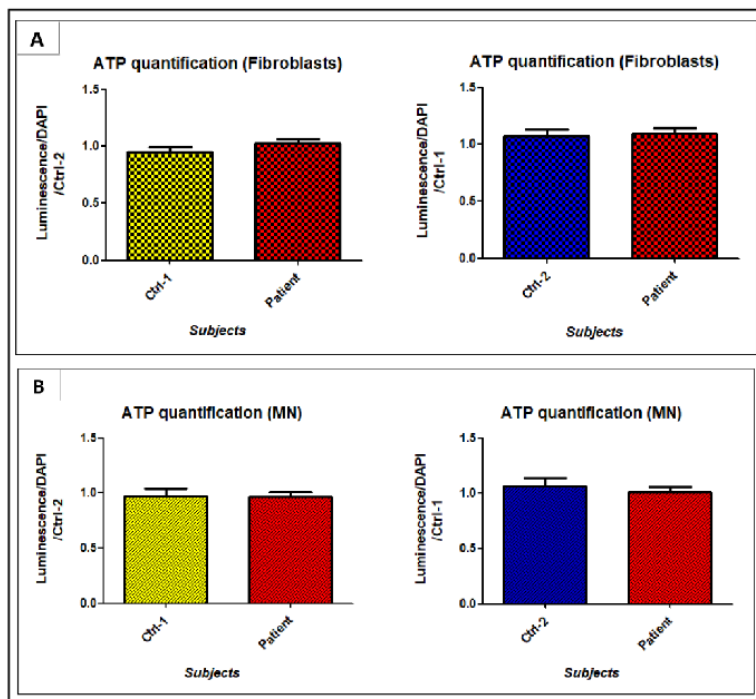 A
ATP quantification (Fibroblasts)
Luminescence/DAPI
/Ctrl-2
1.5
1.0
0.5
0.0
Ctrl-1
Patient
Subjects
ATP quantification (Fibroblasts)
Luminescence/DAPI
/Ctrl-1
1.5
1.0
0.5
0.0
Ctrl-2
Patient
Subjects
B
ATP quantification (MN)
Luminescence/DAPI
/Ctrl-2
1.5
1.0
0.5
0.0
Ctrl-1
Patient
Subjects
ATP quantification (MN)
Luminescence/DAPI
/Ctrl-1
1.5
1.0
0.5
0.0
Ctrl-2
Patient
Subjects